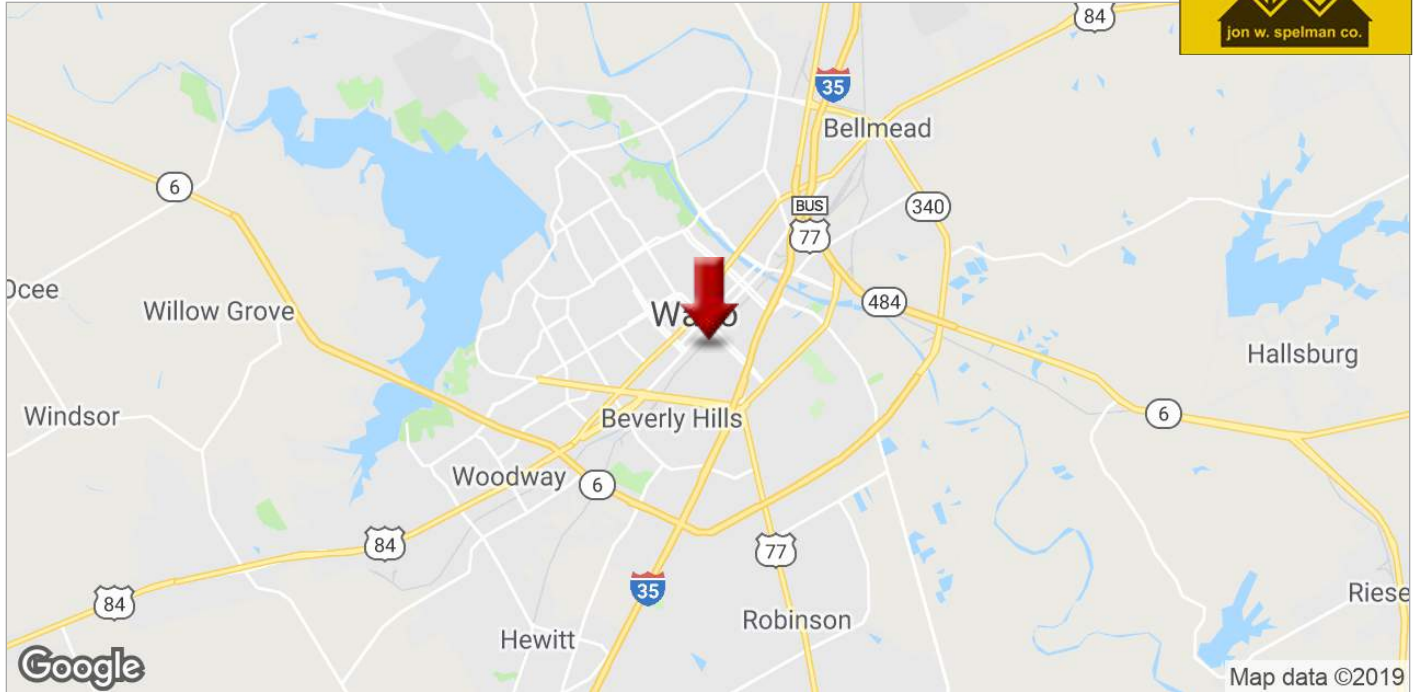 84
jon w. spelman co.
35
Bellmead
6
BUS
77
340
Ocee
Willow Grove
Waco
484
Hallsburg
Windsor
Beverly Hills
6
Woodway
6
84
77
35
84
Riese
Robinson
Hewitt
Google
Map data ©2019